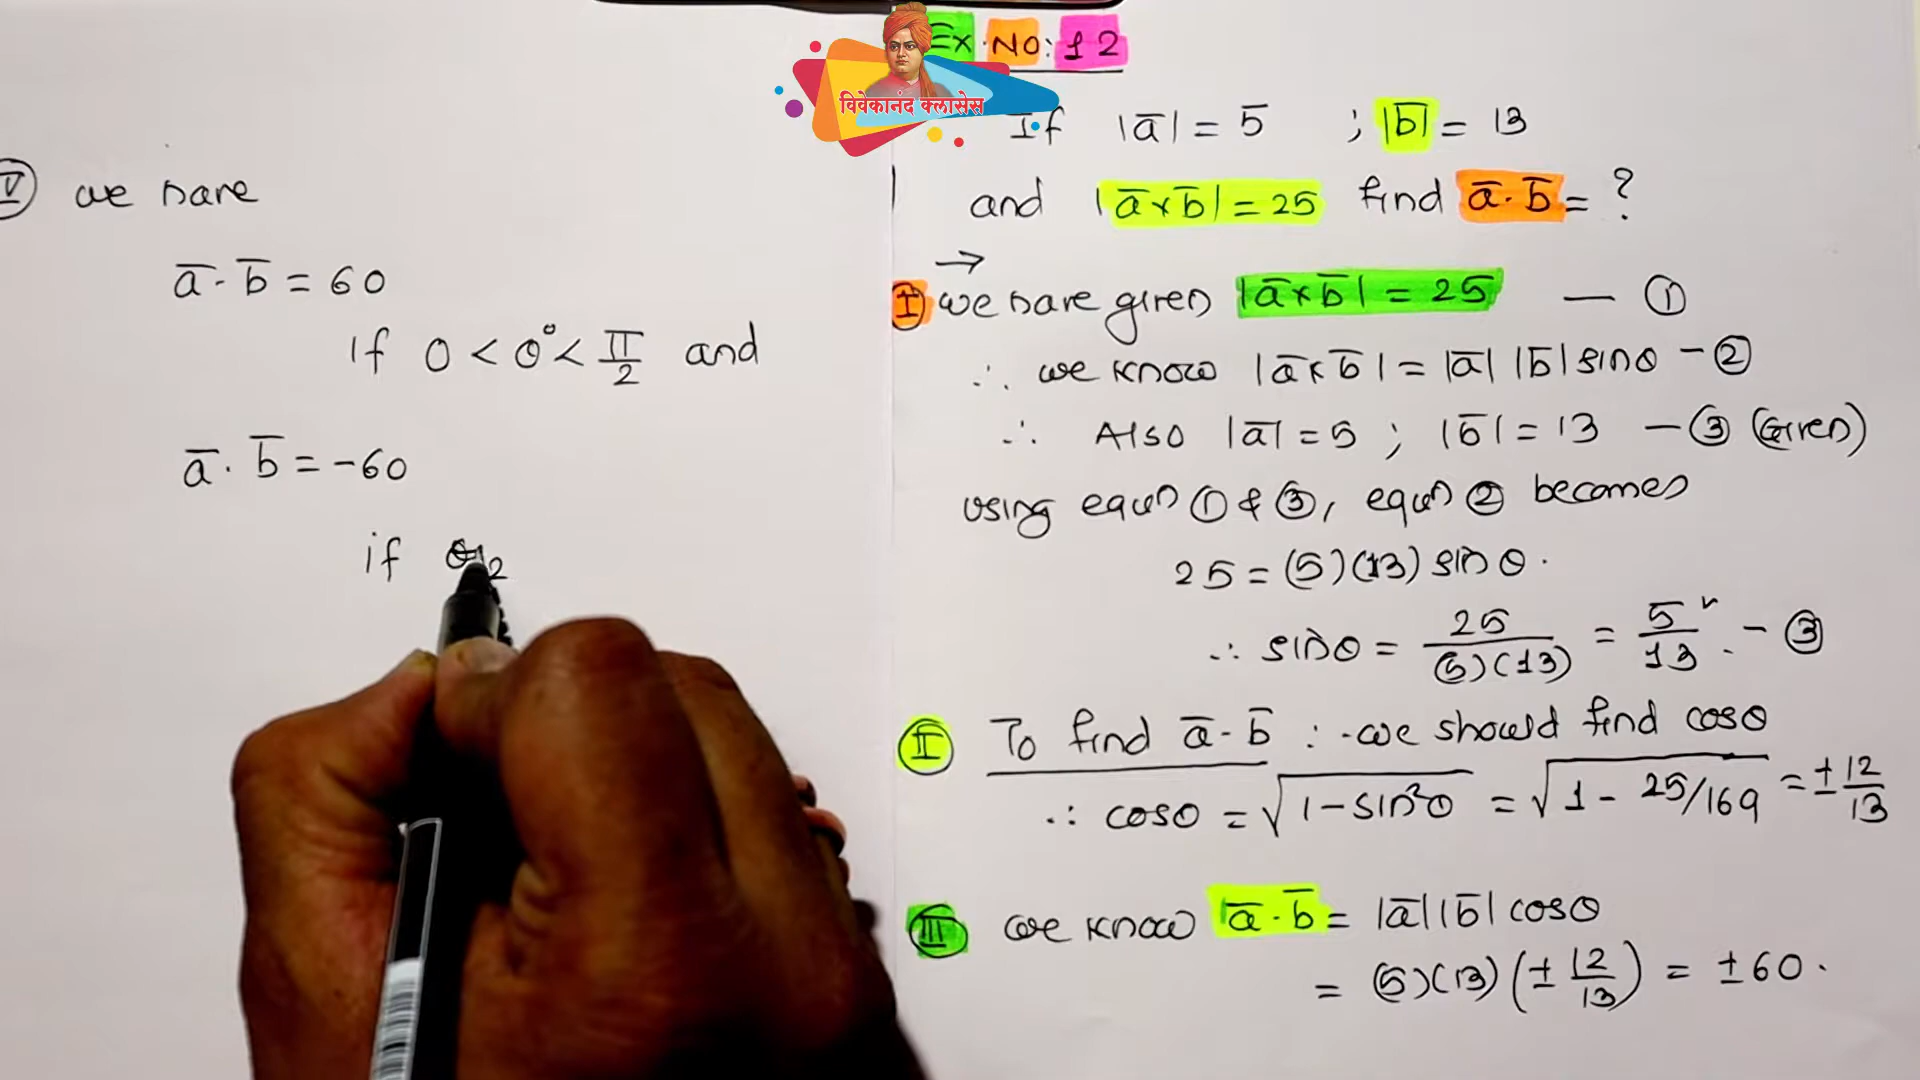 Ex. NO: 12
विवेकानंद क्लासेस
If |a̅| = 5 ; |b̅| = 13
and |a̅×b̅| = 25 find a̅·b̅ = ?
→
Ⓘ we have given |a̅×b̅| = 25 — ①
∴ we know |a̅×b̅| = |a̅| |b̅| sinθ – ②
∴ Also |a̅| = 5 ; |b̅| = 13 — ③ (Given)
using equn ① & ③, equn ② becomes
25 = (5)(13) sinθ.
∴ sinθ = 25/(5)(13) = 5/13. – ③
Ⅱ To find a̅·b̅ : -we should find cosθ
∴ cosθ = √(1-sin²θ) = √(1- 25/169) = ± 12/13
Ⅲ we know a̅·b̅ = |a̅| |b̅| cosθ
= (5)(13)(± 12/13) = ±60.
we have
a̅·b̅ = 60
If 0 < θ° < π/2 and
a̅·b̅ = -60
if